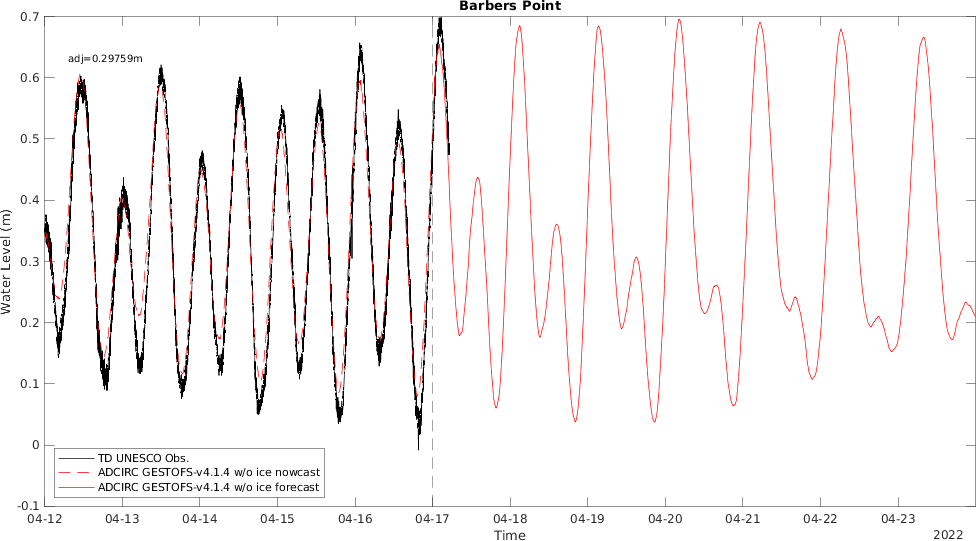 Barbers Point
adj=0.29759m
0.7
0.6
0.5
0.4
0.3
0.2
0.1
0
-0.1
Water Level (m)
TD UNESCO Obs.
ADCIRC GESTOFS-v4.1.4 w/o ice nowcast
ADCIRC GESTOFS-v4.1.4 w/o ice forecast
04-12 04-13 04-14 04-15 04-16 04-17 04-18 04-19 04-20 04-21 04-22 04-23
Time
2022